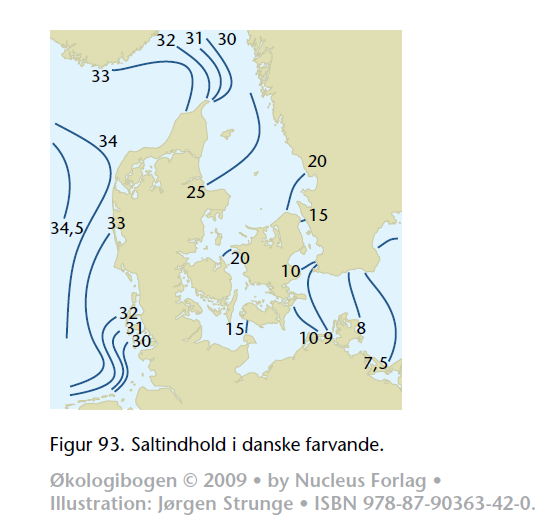 32 31 30
33
34
20
25
15
34,5 33
20
10
32
31
30
15
10 9 8
7,5
Figur 93. Saltindhold i danske farvande.
Økologibogen © 2009 • by Nucleus Forlag •
Illustration: Jørgen Strunge • ISBN 978-87-90363-42-0.